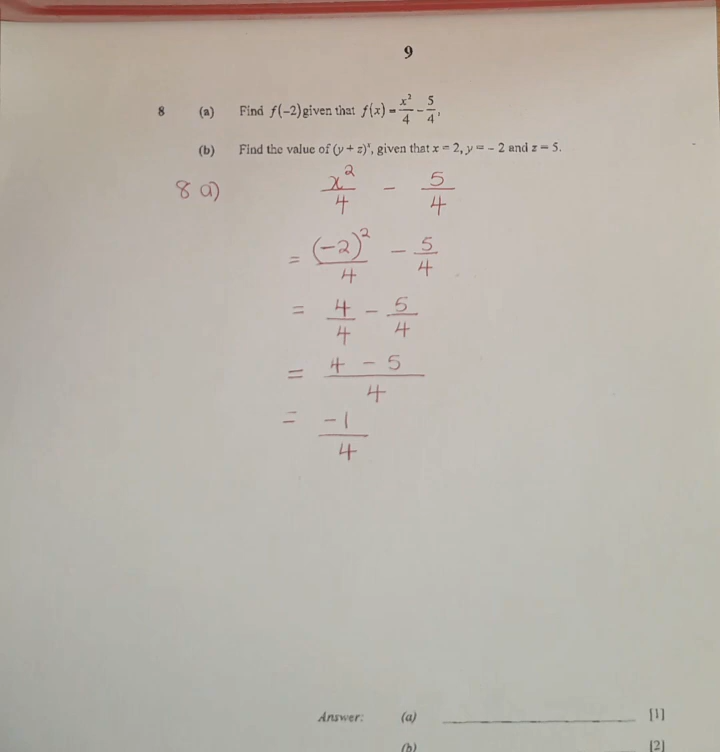 9
8 (a) Find f(-2) given that f(x) = x²/4 - 5/4,
(b) Find the value of (y + z)ˣ, given that x = 2, y = - 2 and z = 5.
8 a) x²/4 - 5/4
= (-2)²/4 - 5/4
= 4/4 - 5/4
= 4 - 5/4
= -1/4
Answer: (a) ____________________ [1]
(b) [2]